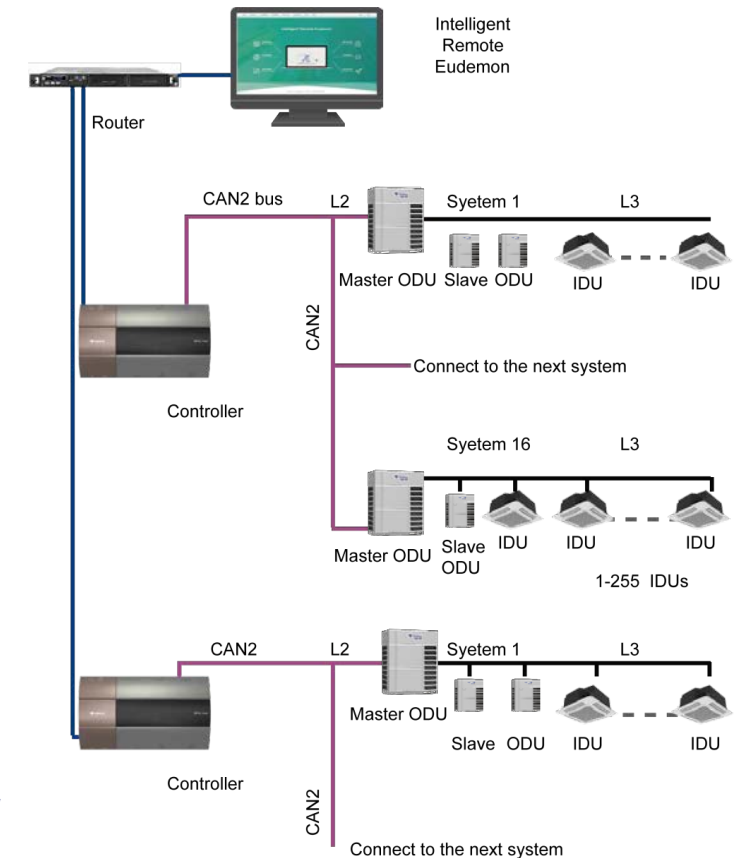 Intelligent
Remote
Eudemon
Router
CAN2 bus
L2
Syetem 1
L3
Master ODU
Slave ODU
IDU
IDU
CAN2
Connect to the next system
Controller
Syetem 16
L3
Master ODU
Slave
ODU
IDU
IDU
IDU
1-255 IDUs
CAN2
L2
Syetem 1
L3
Master ODU
Slave ODU
IDU
IDU
Controller
CAN2
Connect to the next system